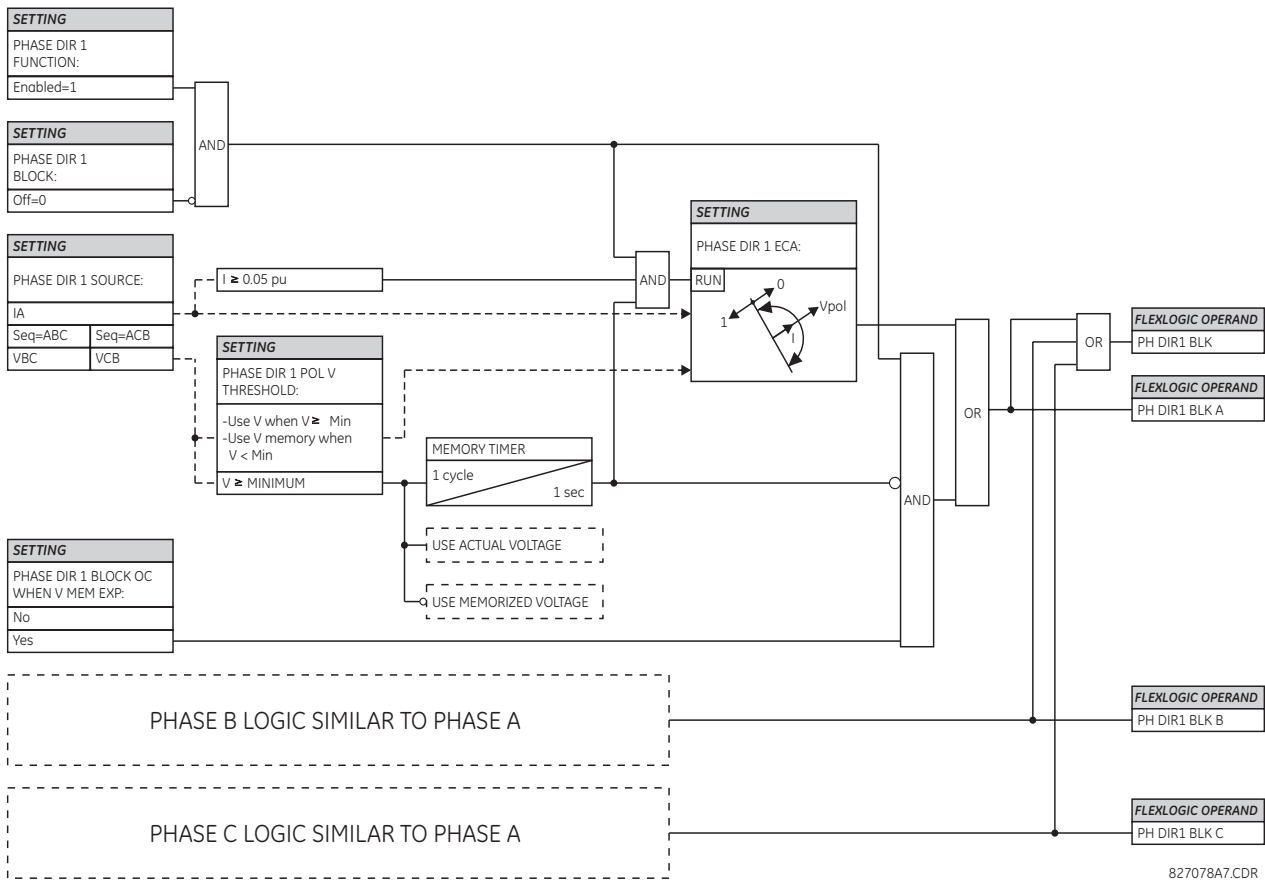 SETTING
PHASE DIR 1
FUNCTION:
Enabled=1
AND
SETTING
PHASE DIR 1
BLOCK:
Off=0
SETTING
PHASE DIR 1 SOURCE:
IA
Seq=ABC Seq=ACB
VBC VCB
I ≥ 0.05 pu
SETTING
PHASE DIR 1 POL V
THRESHOLD:
-Use V when V ≥ Min
-Use V memory when
V < Min
V ≥ MINIMUM
MEMORY TIMER
1 cycle
1 sec
USE ACTUAL VOLTAGE
USE MEMORIZED VOLTAGE
AND
SETTING
PHASE DIR 1 ECA:
RUN
0
1
Vpol
I
AND
OR
OR
FLEXLOGIC OPERAND
PH DIR1 BLK
FLEXLOGIC OPERAND
PH DIR1 BLK A
SETTING
PHASE DIR 1 BLOCK OC
WHEN V MEM EXP:
No
Yes
PHASE B LOGIC SIMILAR TO PHASE A
FLEXLOGIC OPERAND
PH DIR1 BLK B
PHASE C LOGIC SIMILAR TO PHASE A
FLEXLOGIC OPERAND
PH DIR1 BLK C
827078A7.CDR